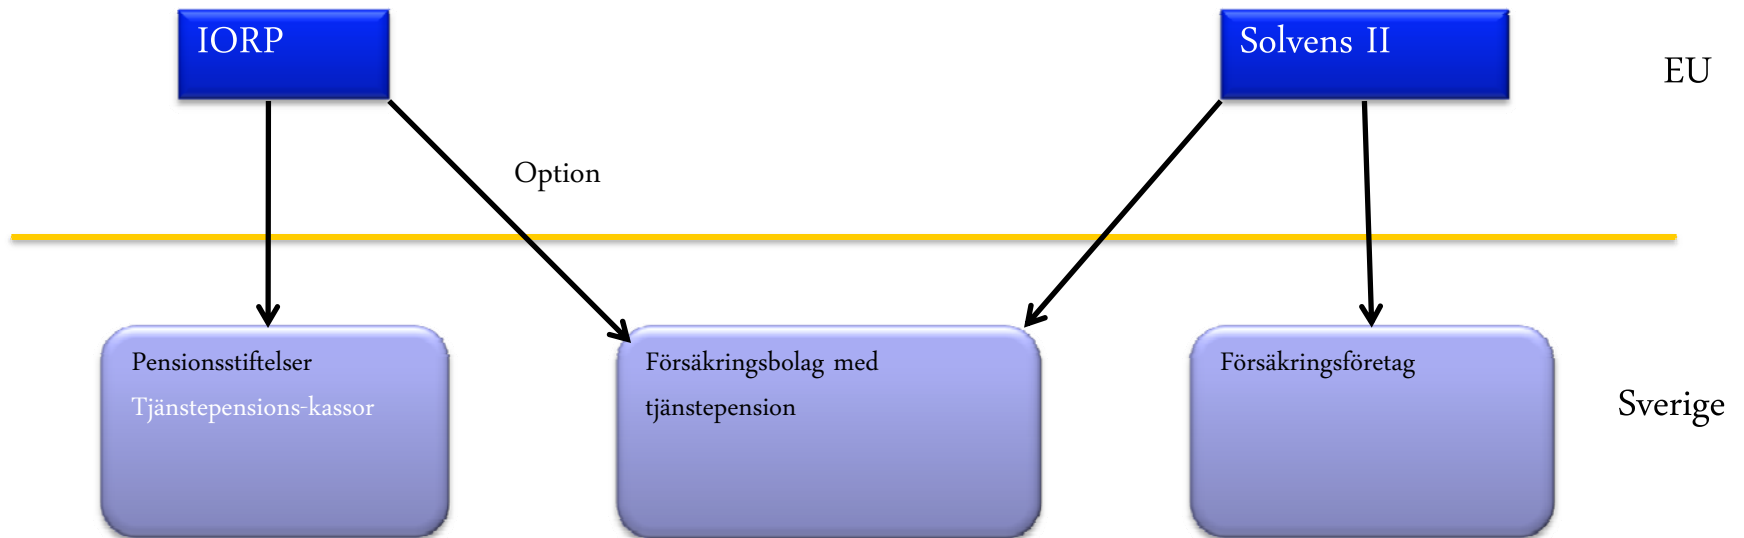 IORP
Solvens II
EU
Option
Pensionsstiftelser
Tjänstepensions-kassor
Försäkringsbolag med
tjänstepension
Försäkringsföretag
Sverige